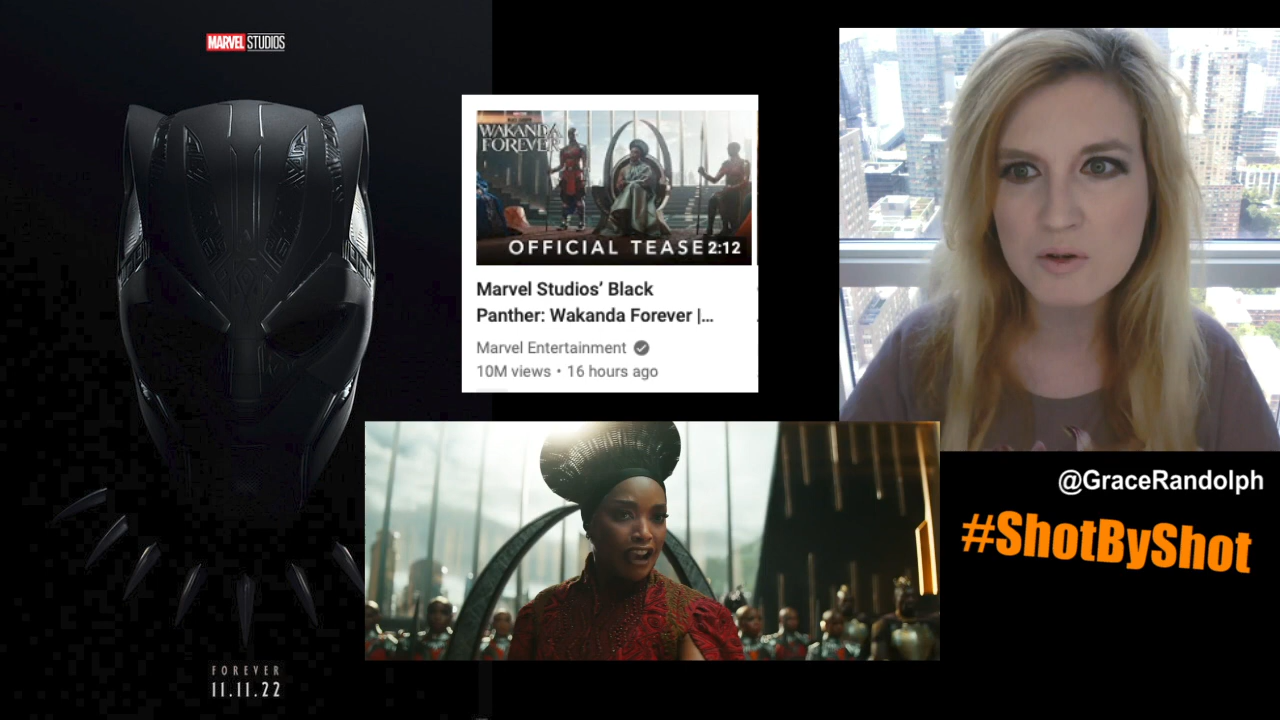 MARVEL STUDIOS
WAKANDA
FOREVER
OFFICIAL TEASE
2:12
Marvel Studios’ Black
Panther: Wakanda Forever |...
Marvel Entertainment
10M views • 16 hours ago
@GraceRandolph
#ShotByShot
FOREVER
11.11.22